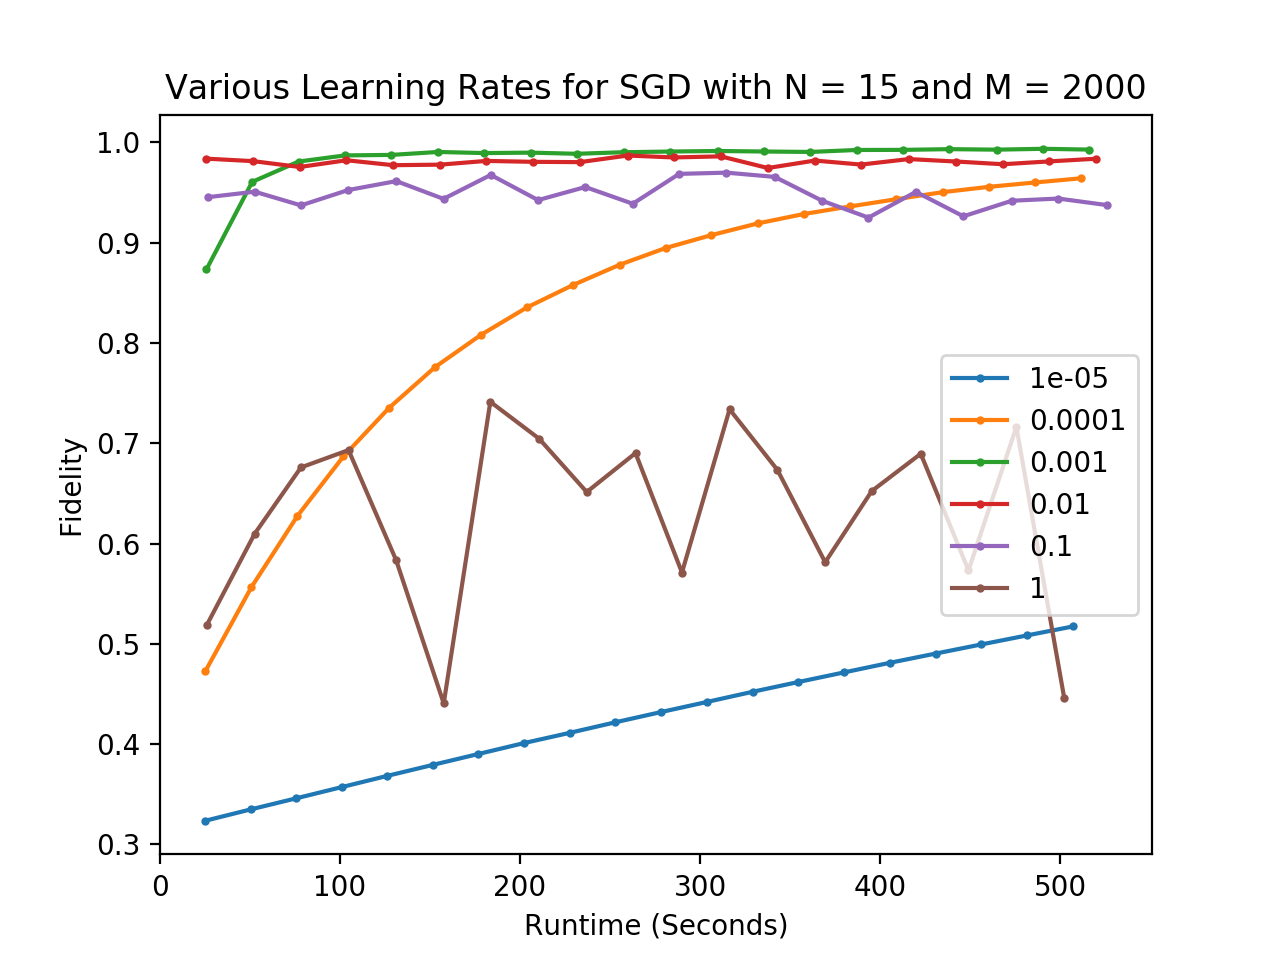 Various Learning Rates for SGD with N = 15 and M = 2000
1.0
0.9
0.8
0.7
0.6
0.5
0.4
0.3
Fidelity
1e-05
0.0001
0.001
0.01
0.1
1
0 100 200 300 400 500
Runtime (Seconds)